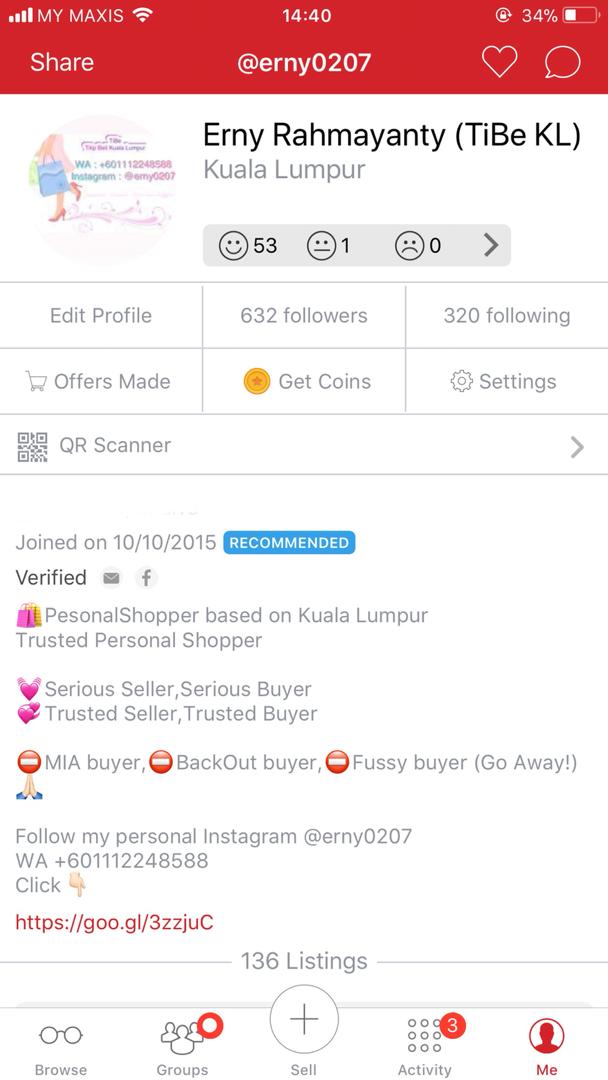 MY MAXIS 14:40 34%
Share @erny0207
TiBe
Titip Beli Kuala Lumpur
WA : +601112248588
Instagram : @erny0207
Erny Rahmayanty (TiBe KL)
Kuala Lumpur
53 1 0
Edit Profile 632 followers 320 following
Offers Made Get Coins Settings
QR Scanner
Joined on 10/10/2015 RECOMMENDED
Verified
🛍PesonalShopper based on Kuala Lumpur
Trusted Personal Shopper
💓Serious Seller,Serious Buyer
💞Trusted Seller,Trusted Buyer
⛔MIA buyer,⛔BackOut buyer,⛔Fussy buyer (Go Away!)
🙏🏻
Follow my personal Instagram @erny0207
WA +601112248588
Click 👇🏻
https://goo.gl/3zzjuC
136 Listings
3
Browse Groups Sell Activity Me